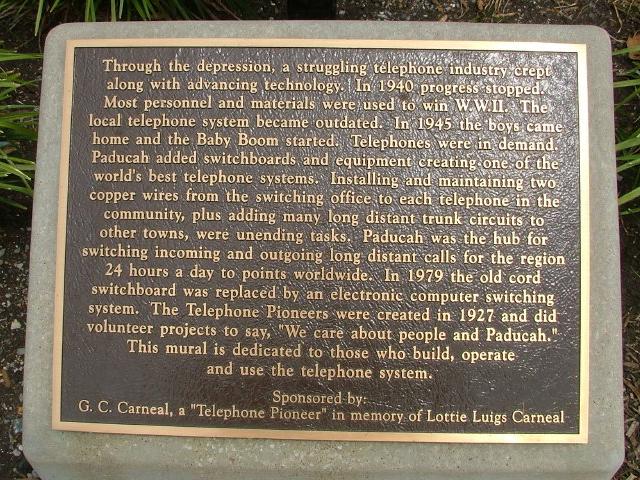 Through the depression, a struggling telephone industry crept
along with advancing technology. In 1940 progress stopped.
Most personnel and materials were used to win W.W.II. The
local telephone system became outdated. In 1945 the boys came
home and the Baby Boom started. Telephones were in demand.
Paducah added switchboards and equipment creating one of the
world's best telephone systems. Installing and maintaining two
copper wires from the switching office to each telephone in the
community, plus adding many long distant trunk circuits to
other towns, were unending tasks. Paducah was the hub for
switching incoming and outgoing long distant calls for the region
24 hours a day to points worldwide. In 1979 the old cord
switchboard was replaced by an electronic computer switching
system. The Telephone Pioneers were created in 1927 and did
volunteer projects to say, "We care about people and Paducah."
This mural is dedicated to those who build, operate
and use the telephone system.
Sponsored by:
G. C. Carneal, a "Telephone Pioneer" in memory of Lottie Luigs Carneal